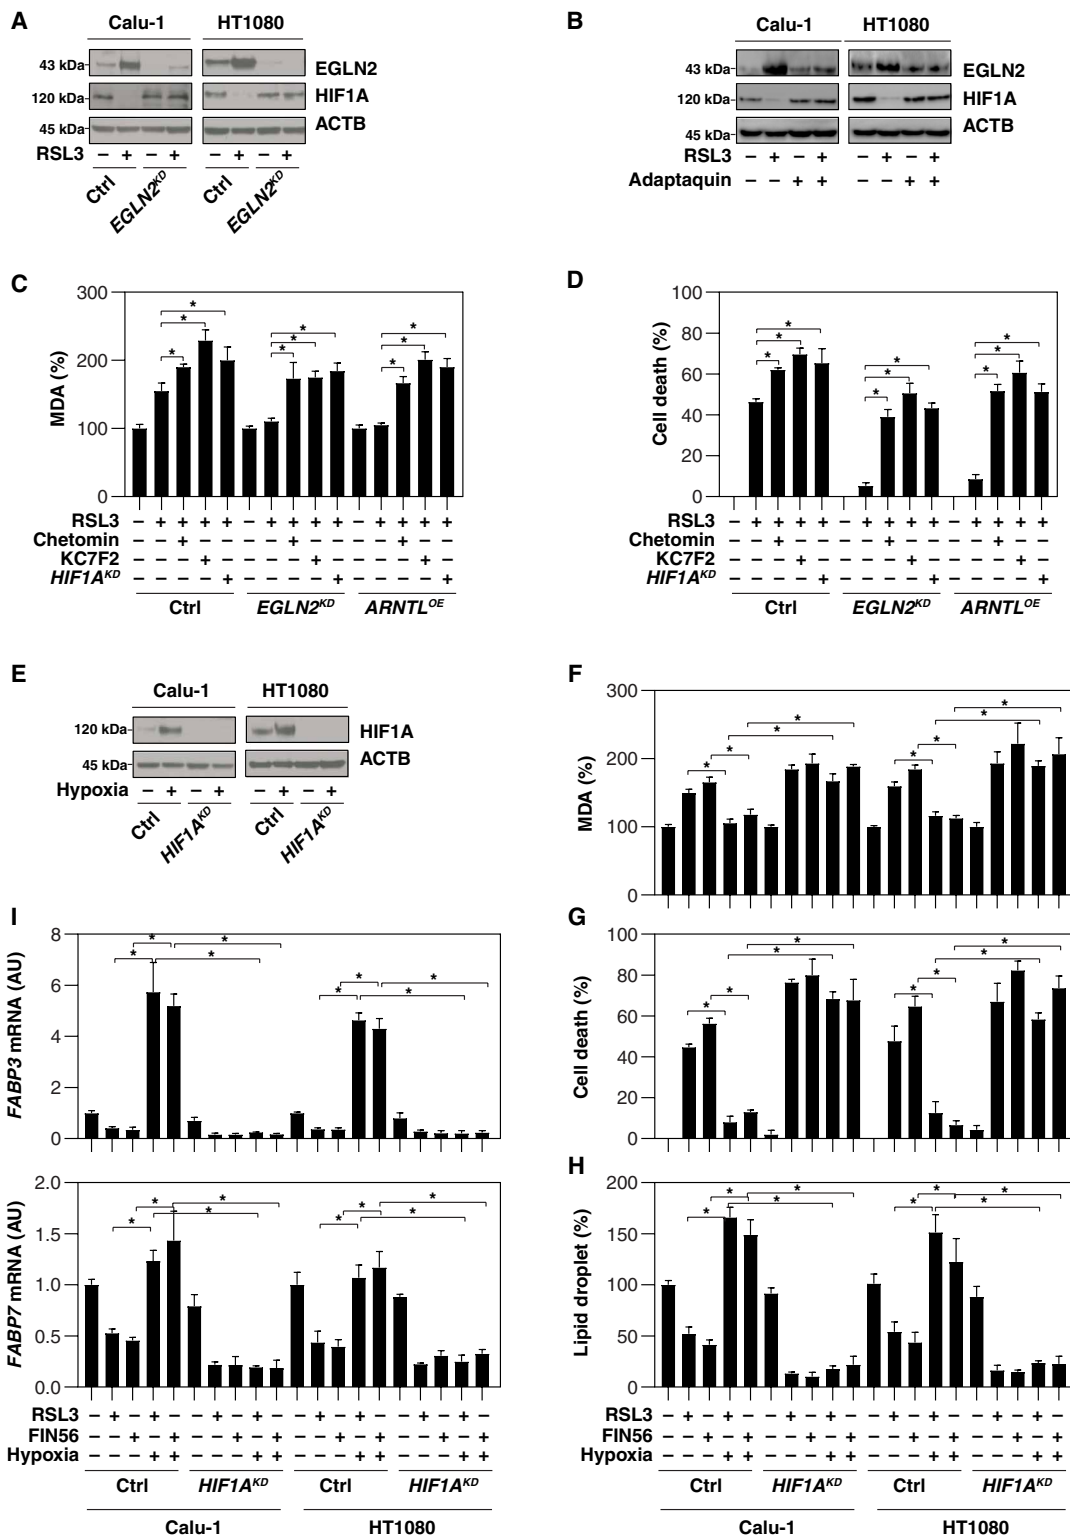 A
Calu-1 HT1080
43 kDa EGLN2
120 kDa HIF1A
45 kDa ACTB
RSL3 – + – + – + – +
Ctrl EGLN2KD Ctrl EGLN2KD
B
Calu-1 HT1080
43 kDa EGLN2
120 kDa HIF1A
45 kDa ACTB
RSL3 – + – + – + – +
Adaptaquin – – + + – – + +
C
MDA (%)
300
200
100
0
* * * * * * * * *
RSL3 – + + + + – + + + + – + + + +
Chetomin – – + – – – – + – – – – + – –
KC7F2 – – – + – – – – + – – – – + –
HIF1AKD – – – – + – – – – + – – – – +
Ctrl EGLN2KD ARNTLOE
D
Cell death (%)
100
80
60
40
20
0
* * * * * * * * *
RSL3 – + + + + – + + + + – + + + +
Chetomin – – + – – – – + – – – – + – –
KC7F2 – – – + – – – – + – – – – + –
HIF1AKD – – – – + – – – – + – – – – +
Ctrl EGLN2KD ARNTLOE
E
Calu-1 HT1080
120 kDa HIF1A
45 kDa ACTB
Hypoxia – + – + – + – +
Ctrl HIF1AKD Ctrl HIF1AKD
F
MDA (%)
300
200
100
0
* * * * * * * *
G
Cell death (%)
100
80
60
40
20
0
* * * * * * * *
H
Lipid droplet (%)
200
150
100
50
0
* * * * * * * *
RSL3 – + – + – – + – + – – + – + – – + – + –
FIN56 – – + – + – – + – + – – + – + – – + – +
Hypoxia – – – + + – – – + + – – – + + – – – + +
Ctrl HIF1AKD Ctrl HIF1AKD
Calu-1 HT1080
I
FABP3 mRNA (AU)
8
6
4
2
0
* * * * * * * *
FABP7 mRNA (AU)
2.0
1.5
1.0
0.5
0.0
* * * * * * * *
RSL3 – + – + – – + – + – – + – + – – + – + –
FIN56 – – + – + – – + – + – – + – + – – + – +
Hypoxia – – – + + – – – + + – – – + + – – – + +
Ctrl HIF1AKD Ctrl HIF1AKD
Calu-1 HT1080